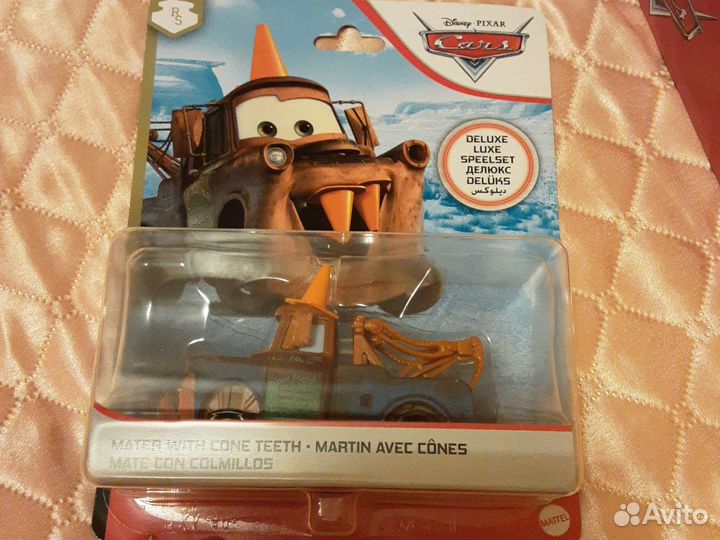 R
S
Disney · PIXAR
Cars
DELUXE
LUXE
SPEELSET
ДЕЛЮКС
DELÜKS
ديلوكس
MATER WITH CONE TEETH · MARTIN AVEC CÔNES
MATE CON COLMILLOS
MATTEL
Avito